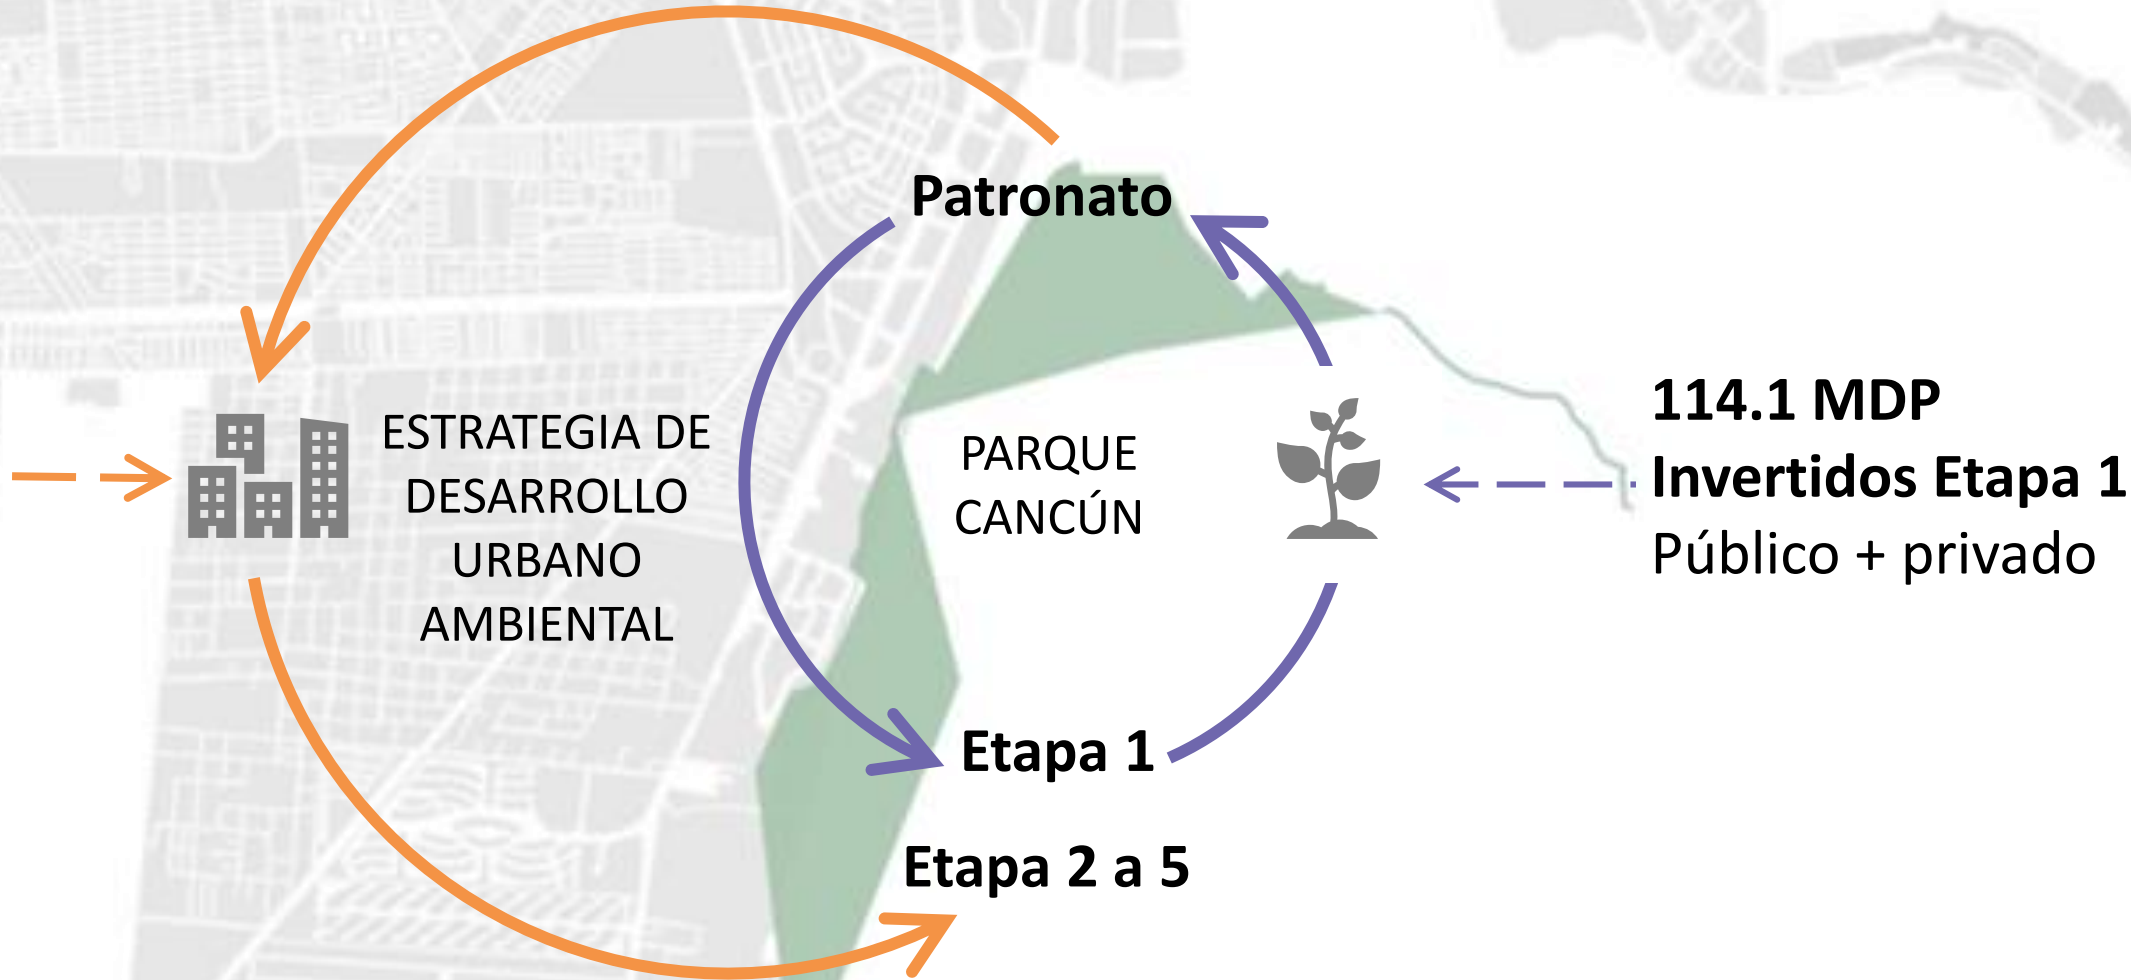 Patronato
ESTRATEGIA DE
DESARROLLO
URBANO
AMBIENTAL
PARQUE
CANCÚN
114.1 MDP
Invertidos Etapa 1
Público + privado
Etapa 1
Etapa 2 a 5